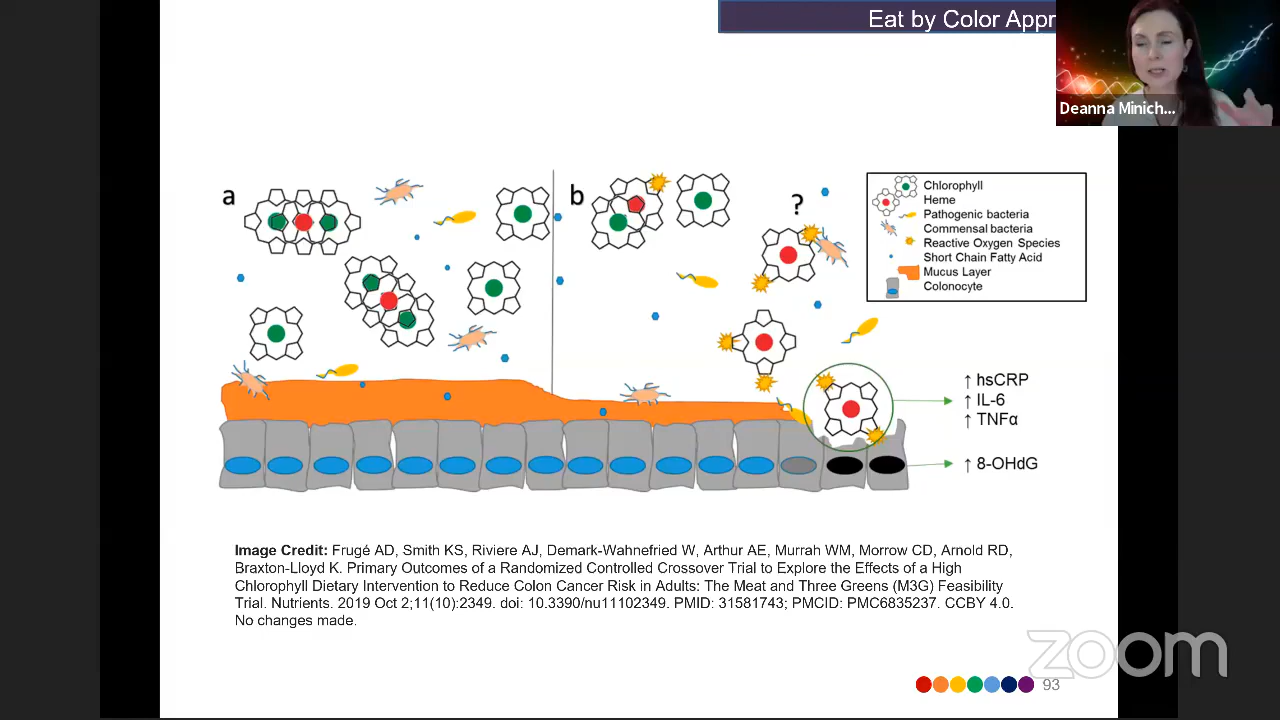 Eat by Color Appr
Deanna Minich...
a
b
?
Chlorophyll
Heme
Pathogenic bacteria
Commensal bacteria
Reactive Oxygen Species
Short Chain Fatty Acid
Mucus Layer
Colonocyte
↑ hsCRP
↑ IL-6
↑ TNFα
↑ 8-OHdG
Image Credit: Frugé AD, Smith KS, Riviere AJ, Demark-Wahnefried W, Arthur AE, Murrah WM, Morrow CD, Arnold RD,
Braxton-Lloyd K. Primary Outcomes of a Randomized Controlled Crossover Trial to Explore the Effects of a High
Chlorophyll Dietary Intervention to Reduce Colon Cancer Risk in Adults: The Meat and Three Greens (M3G) Feasibility
Trial. Nutrients. 2019 Oct 2;11(10):2349. doi: 10.3390/nu11102349. PMID: 31581743; PMCID: PMC6835237. CCBY 4.0.
No changes made.
zoom
93